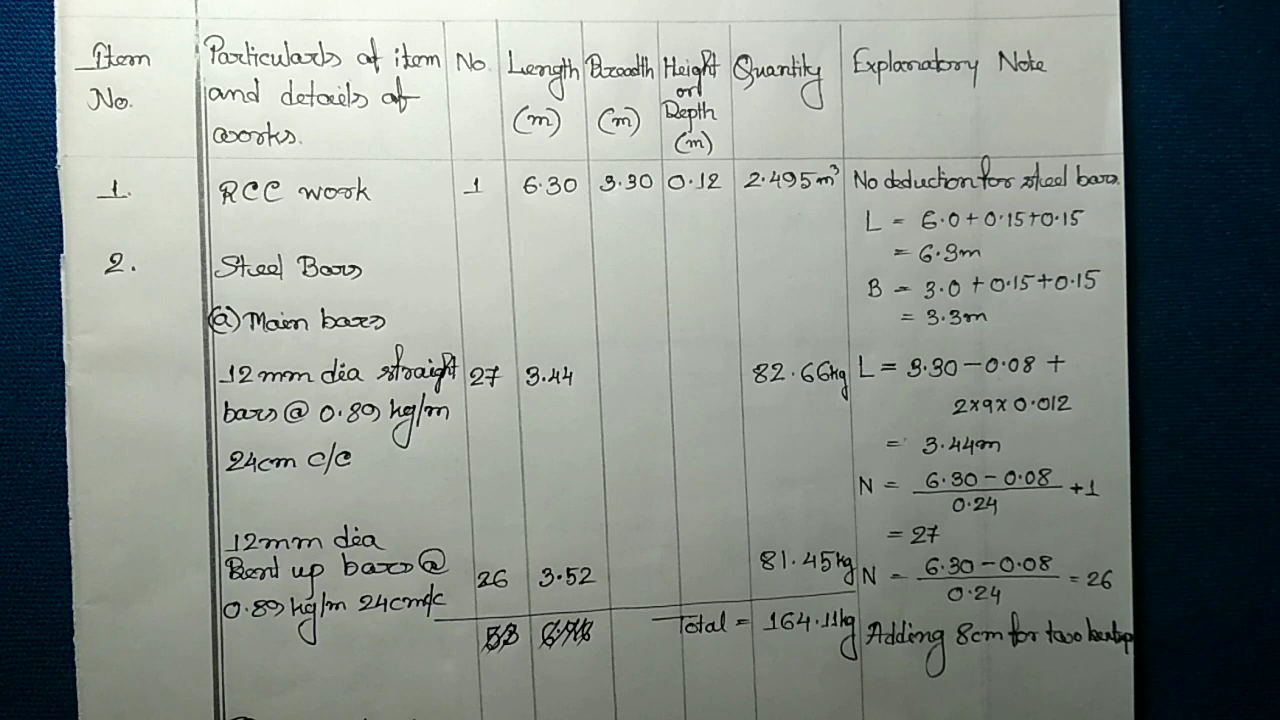 Item No. Particulars of item and details of works. No. Length (m) Breadth (m) Height or Depth (m) Quantity Explanatory Note
1. RCC work 1 6.30 3.30 0.12 2.495m³ No deduction for steel bars.
L = 6.0 + 0.15 + 0.15
= 6.3m
B = 3.0 + 0.15 + 0.15
= 3.3m
2. Steel Bars
(a) Main bars
12mm dia straight 27 3.44 82.66kg L = 3.30 - 0.08 +
bars @ 0.89 kg/m 2x9x0.012
24cm c/c = 3.44m
N = 6.30 - 0.08 / 0.24 + 1
= 27
12mm dia
Bent up bars @ 26 3.52 81.45kg N = 6.30 - 0.08 / 0.24 = 26
0.89 kg/m 24cm c/c
Total = 164.11kg Adding 8cm for two bentup